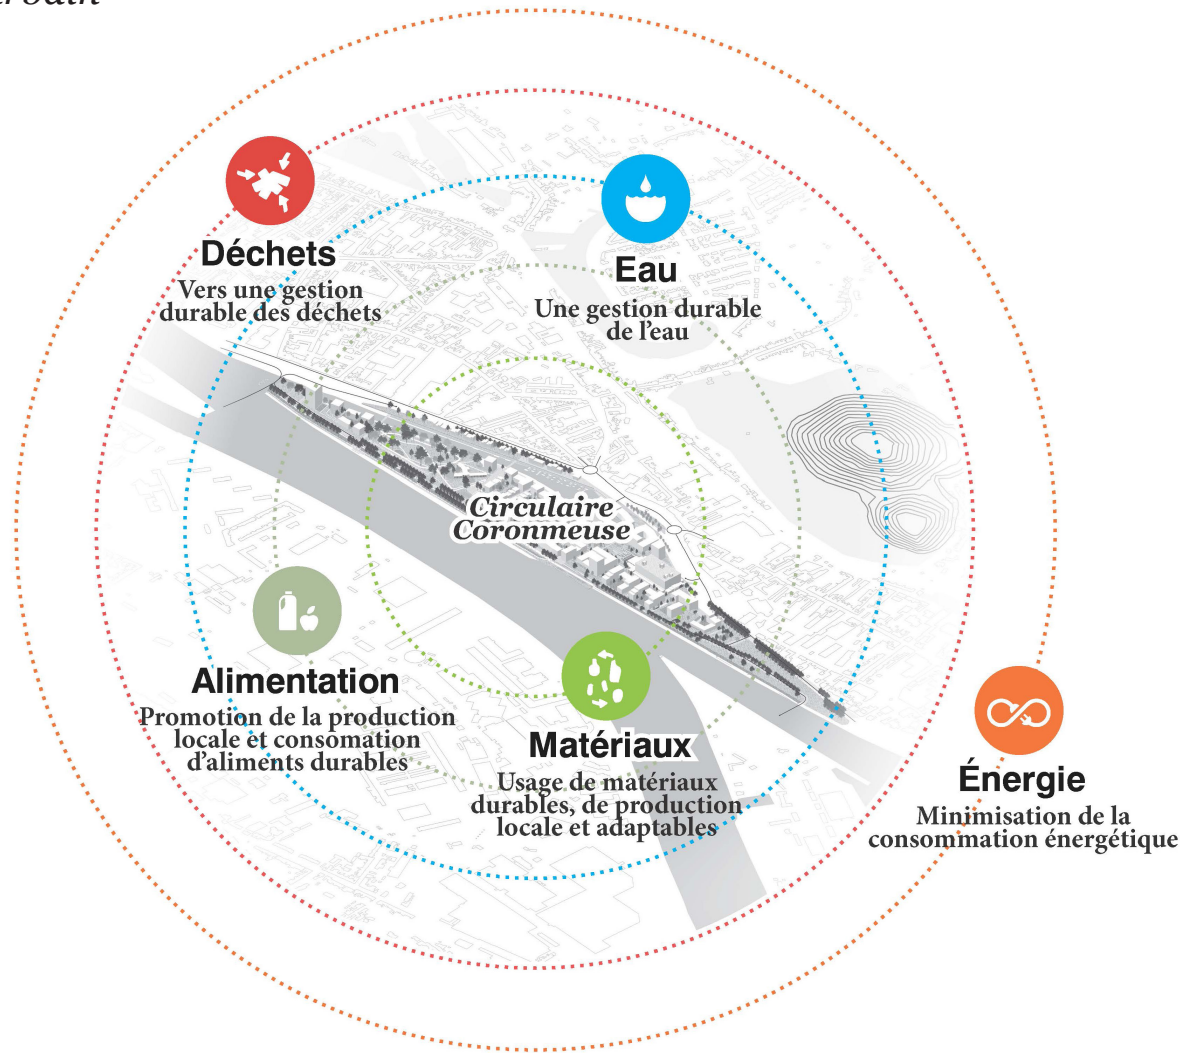 Déchets
Vers une gestion
durable des déchets
Eau
Une gestion durable
de l'eau
Circulaire
Coronmeuse
Alimentation
Promotion de la production
locale et consomation
d'aliments durables
Matériaux
Usage de matériaux
durables, de production
locale et adaptables
Énergie
Minimisation de la
consommation énergétique